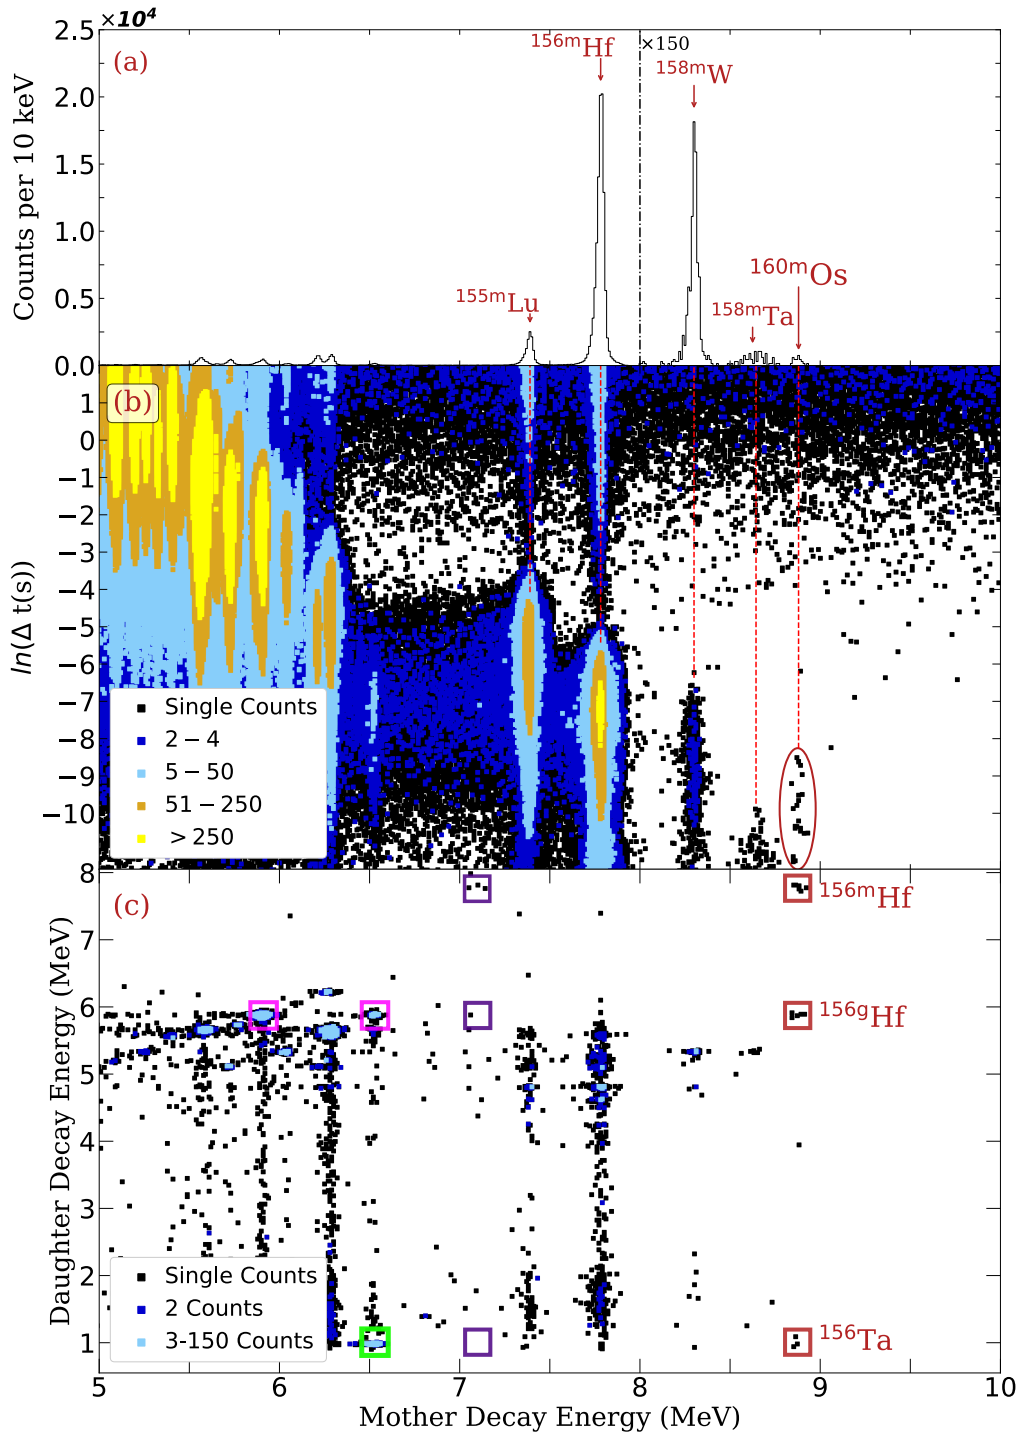 ×10⁴
2.5
2.0
1.5
1.0
0.5
0.0
Counts per 10 keV
(a)
¹⁵⁶ᵐHf
×150
¹⁵⁸ᵐW
¹⁵⁵ᵐLu
¹⁵⁸ᵐTa
¹⁶⁰ᵐOs
(b)
1
0
−1
−2
−3
−4
−5
−6
−7
−8
−9
−10
ln(Δ t(s))
Single Counts
2 − 4
5 − 50
51 − 250
> 250
(c)
8
7
6
5
4
3
2
1
Daughter Decay Energy (MeV)
¹⁵⁶ᵐHf
¹⁵⁶ᵍHf
¹⁵⁶Ta
Single Counts
2 Counts
3-150 Counts
5 6 7 8 9 10
Mother Decay Energy (MeV)